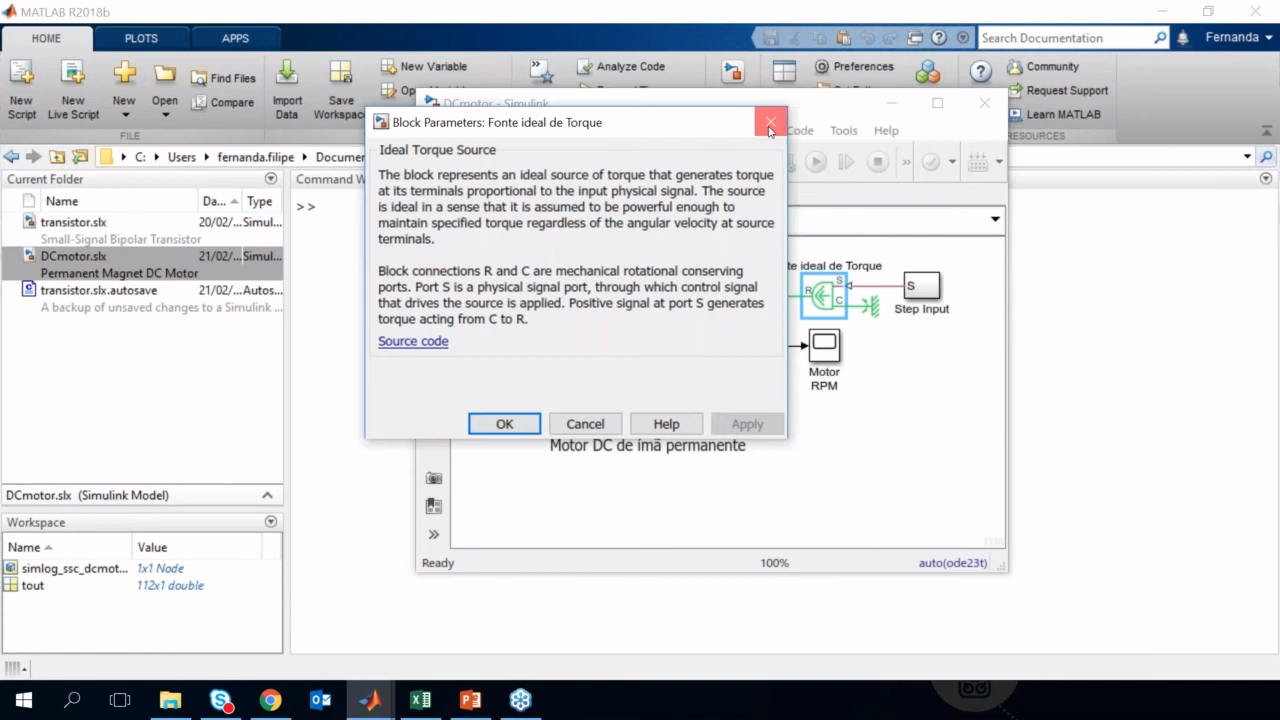 MATLAB R2018b
HOME
PLOTS
APPS
Search Documentation
Fernanda
New Script
New Live Script
New
Open
Find Files
Compare
Import Data
Save Workspac
New Variable
Op
Analyze Code
Preferences
Community
Request Support
Learn MATLAB
FILE
RESOURCES
C: Users fernanda.filipe Documen
Current Folder
Name
Da... Type
transistor.slx 20/02/... Simul...
Small-Signal Bipolar Transistor
DCmotor.slx 21/02/... Simul...
Permanent Magnet DC Motor
transistor.slx.autosave 21/02/... Autos...
A backup of unsaved changes to a Simulink ...
DCmotor.slx (Simulink Model)
Workspace
Name Value
simlog_ssc_dcmot... 1x1 Node
tout 112x1 double
Command W
>>
DCmotor - Simulink
Code Tools Help
Block Parameters: Fonte ideal de Torque
Ideal Torque Source
The block represents an ideal source of torque that generates torque
at its terminals proportional to the input physical signal. The source
is ideal in a sense that it is assumed to be powerful enough to
maintain specified torque regardless of the angular velocity at source
terminals.
Block connections R and C are mechanical rotational conserving
ports. Port S is a physical signal port, through which control signal
that drives the source is applied. Positive signal at port S generates
torque acting from C to R.
Source code
OK
Cancel
Help
Apply
te ideal de Torque
R
S
C
S
Step Input
Motor
RPM
Motor DC de ímã permanente
Ready
100%
auto(ode23t)